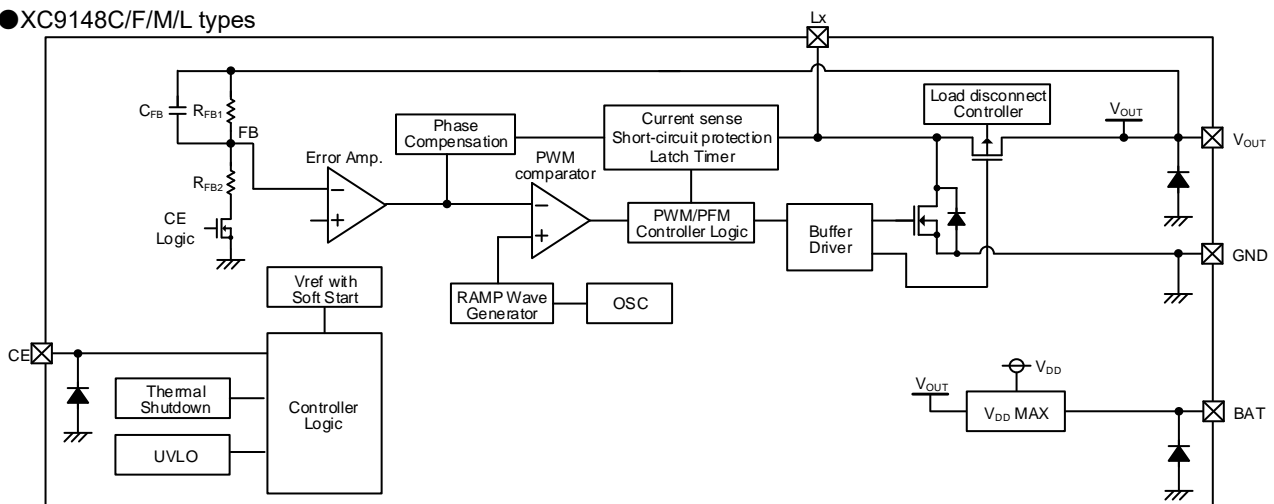 ●XC9148C/F/M/L types
Lx
CFB
RFB1
FB
RFB2
CE
Logic
Error Amp.
Phase
Compensation
PWM
comparator
Current sense
Short-circuit protection
Latch Timer
Load disconnect
Controller
VOUT
VOUT
PWM/PFM
Controller Logic
Buffer
Driver
GND
Vref with
Soft Start
RAMP Wave
Generator
OSC
CE
Thermal
Shutdown
UVLO
Controller
Logic
VOUT
VDD
VDD MAX
BAT